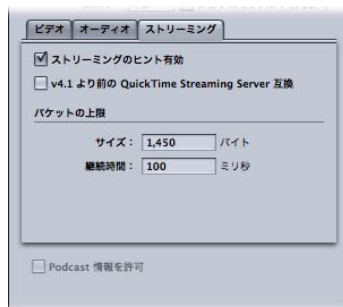 ビデオ オーディオ ストリーミング
ストリーミングのヒント有効
v4.1 より前の QuickTime Streaming Server 互換
パケットの上限
サイズ： 1,450 バイト
継続時間： 100 ミリ秒
Podcast 情報を許可